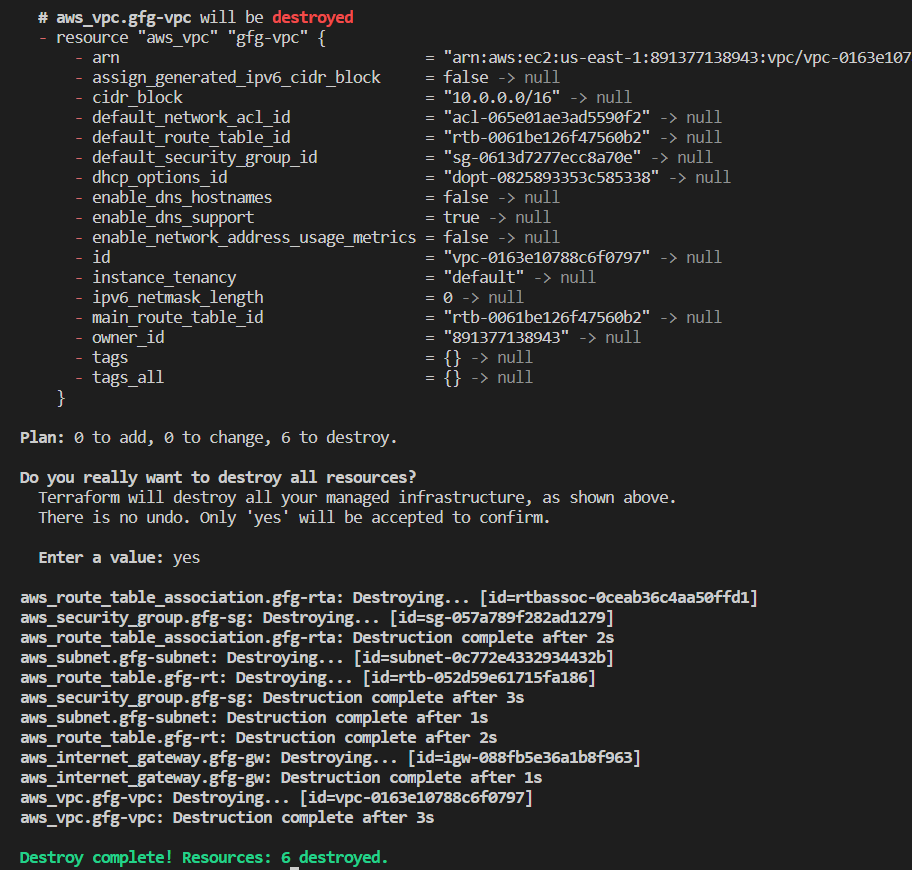 # aws_vpc.gfg-vpc will be destroyed
- resource "aws_vpc" "gfg-vpc" {
- arn = "arn:aws:ec2:us-east-1:891377138943:vpc/vpc-0163e107
- assign_generated_ipv6_cidr_block = false -> null
- cidr_block = "10.0.0.0/16" -> null
- default_network_acl_id = "acl-065e01ae3ad5590f2" -> null
- default_route_table_id = "rtb-0061be126f47560b2" -> null
- default_security_group_id = "sg-0613d7277ecc8a70e" -> null
- dhcp_options_id = "dopt-0825893353c585338" -> null
- enable_dns_hostnames = false -> null
- enable_dns_support = true -> null
- enable_network_address_usage_metrics = false -> null
- id = "vpc-0163e10788c6f0797" -> null
- instance_tenancy = "default" -> null
- ipv6_netmask_length = 0 -> null
- main_route_table_id = "rtb-0061be126f47560b2" -> null
- owner_id = "891377138943" -> null
- tags = {} -> null
- tags_all = {} -> null
}
Plan: 0 to add, 0 to change, 6 to destroy.
Do you really want to destroy all resources?
Terraform will destroy all your managed infrastructure, as shown above.
There is no undo. Only 'yes' will be accepted to confirm.
Enter a value: yes
aws_route_table_association.gfg-rta: Destroying... [id=rtbassoc-0ceab36c4aa50ffd1]
aws_security_group.gfg-sg: Destroying... [id=sg-057a789f282ad1279]
aws_route_table_association.gfg-rta: Destruction complete after 2s
aws_subnet.gfg-subnet: Destroying... [id=subnet-0c772e4332934432b]
aws_route_table.gfg-rt: Destroying... [id=rtb-052d59e61715fa186]
aws_security_group.gfg-sg: Destruction complete after 3s
aws_subnet.gfg-subnet: Destruction complete after 1s
aws_route_table.gfg-rt: Destruction complete after 2s
aws_internet_gateway.gfg-gw: Destroying... [id=igw-088fb5e36a1b8f963]
aws_internet_gateway.gfg-gw: Destruction complete after 1s
aws_vpc.gfg-vpc: Destroying... [id=vpc-0163e10788c6f0797]
aws_vpc.gfg-vpc: Destruction complete after 3s
Destroy complete! Resources: 6 destroyed.